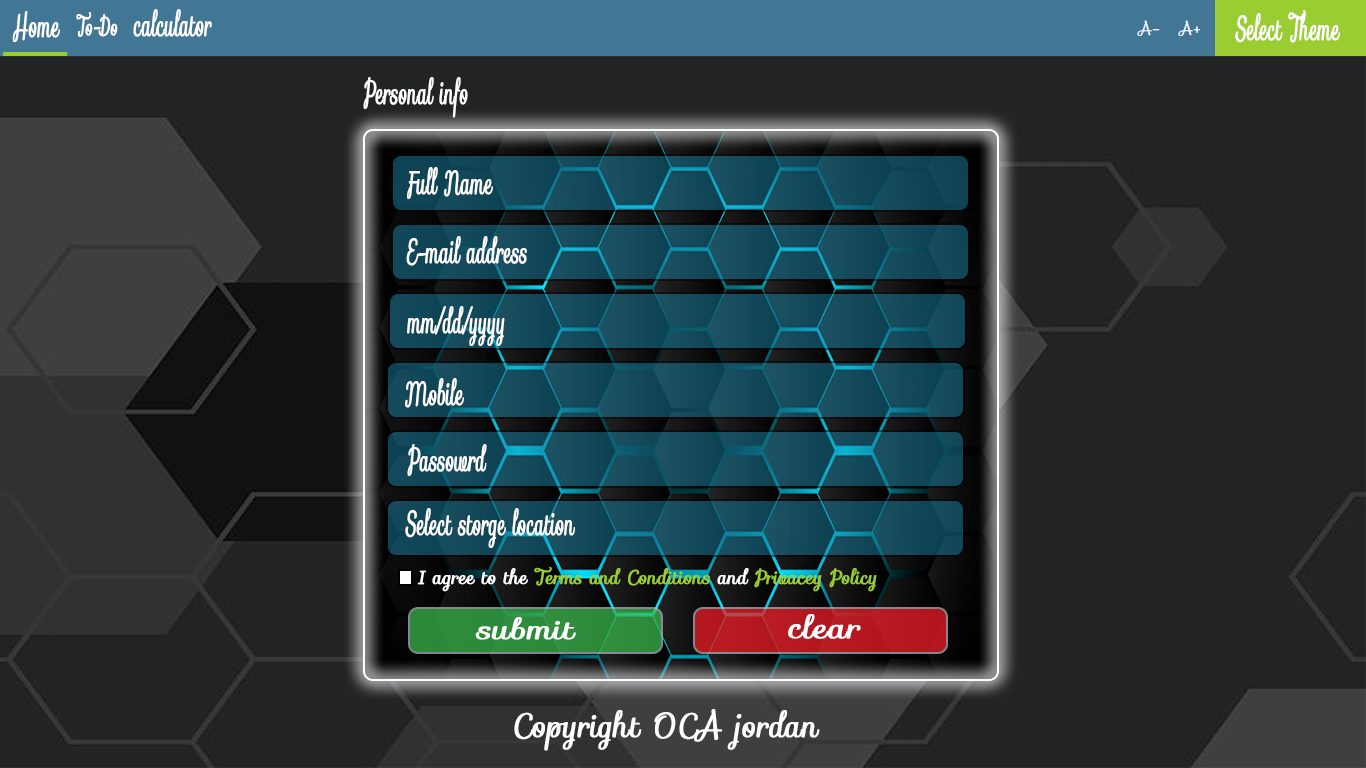 Home To-Do calculator A- A+ Select Theme
Personal info
Full Name
E-mail address
mm/dd/yyyy
Mobile
Passowrd
Select storge location
I agree to the Terms and Conditions and Privacey Policy
submit clear
Copyright OCA jordan